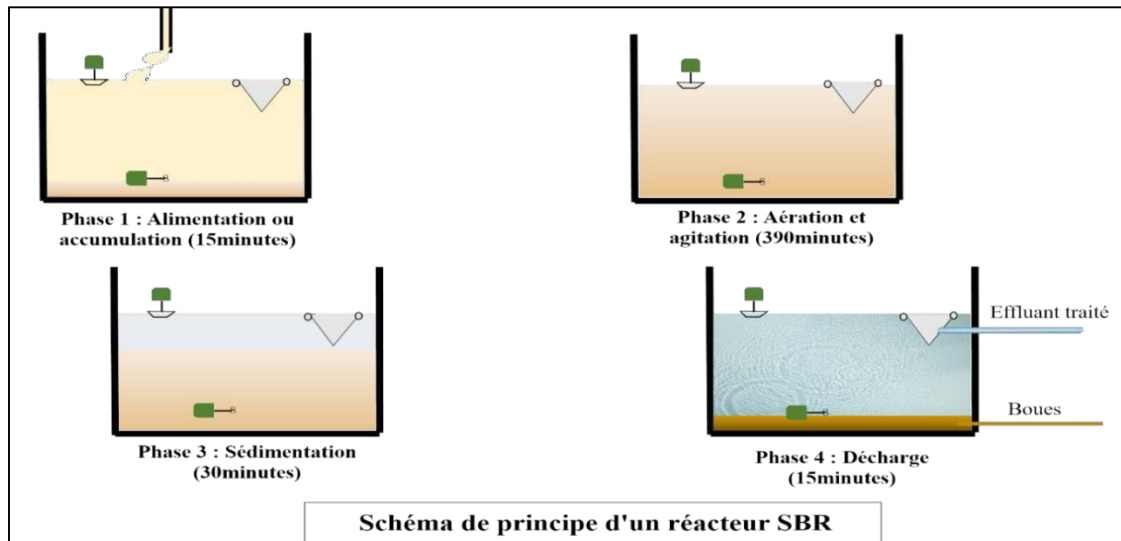 Phase 1 : Alimentation ou
accumulation (15minutes)
Phase 2 : Aération et
agitation (390minutes)
Phase 3 : Sédimentation
(30minutes)
Effluant traité
Boues
Phase 4 : Décharge
(15minutes)
Schéma de principe d'un réacteur SBR